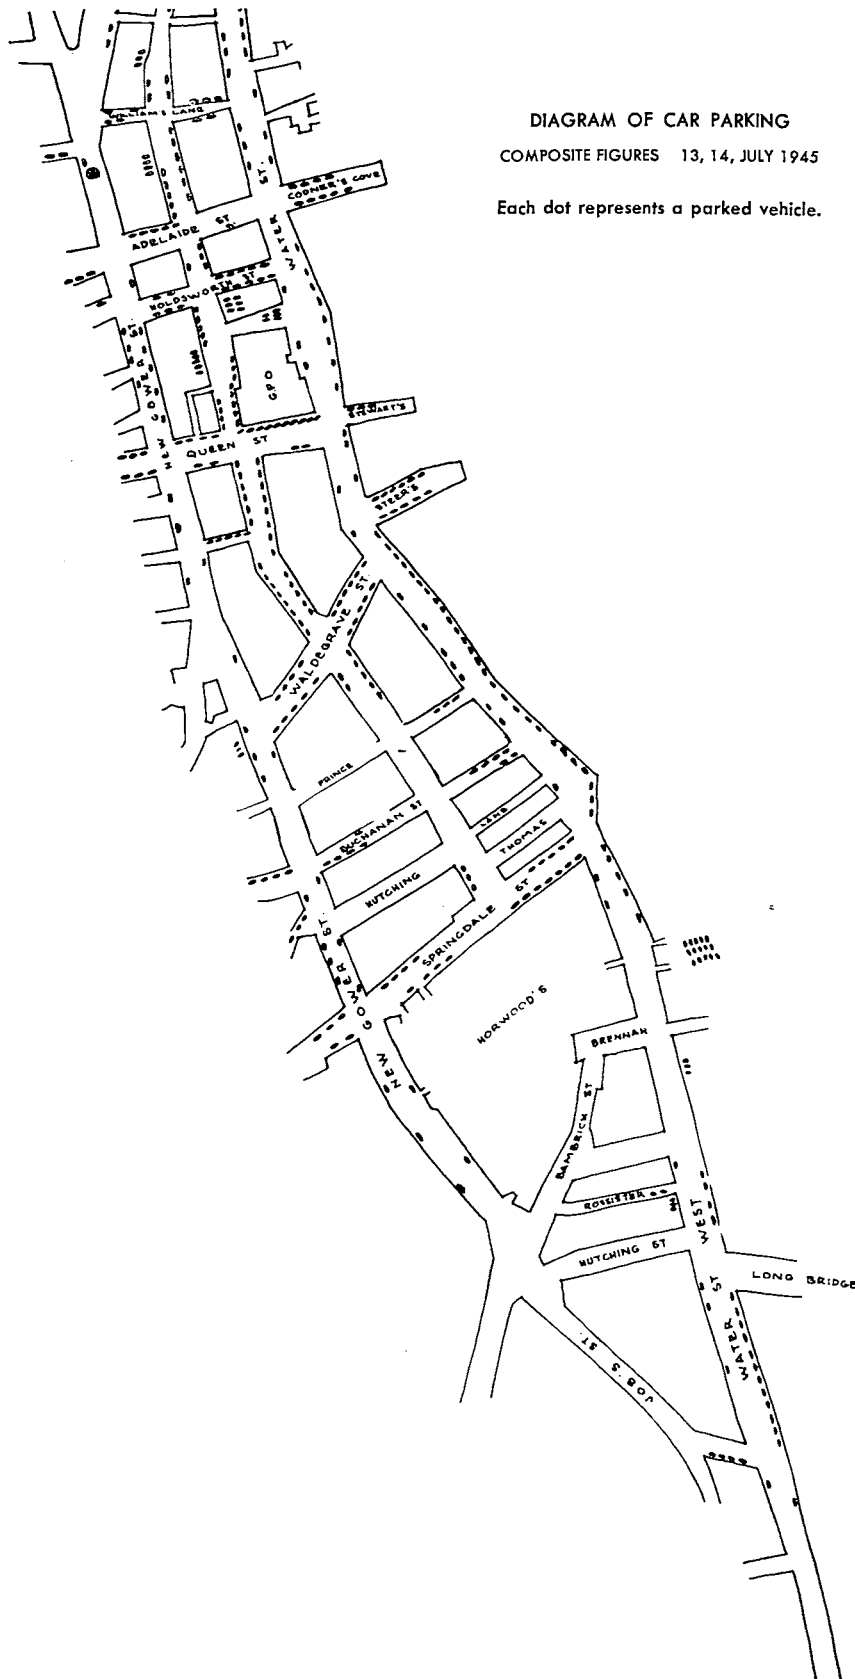 DIAGRAM OF CAR PARKING
COMPOSITE FIGURES 13, 14, JULY 1945
Each dot represents a parked vehicle.
WILLIAM'S LANE
CODNER'S COVE
ADELAIDE ST
WATER ST.
HOLDSWORTH ST
NEW GOWER ST.
G.P.O
STEWART'S
QUEEN ST
STEER'S
WALDEGRAVE ST.
PRINCE
BUCHANAN ST
LANE
THOMAS
HUTCHING
SPRINGDALE ST
NEW GOWER ST.
HORWOOD'S
BRENNAN
BAMBRICK ST
ROSSITER
HUTCHING ST
WATER ST WEST
LONG BRIDGE
JOB'S ST.